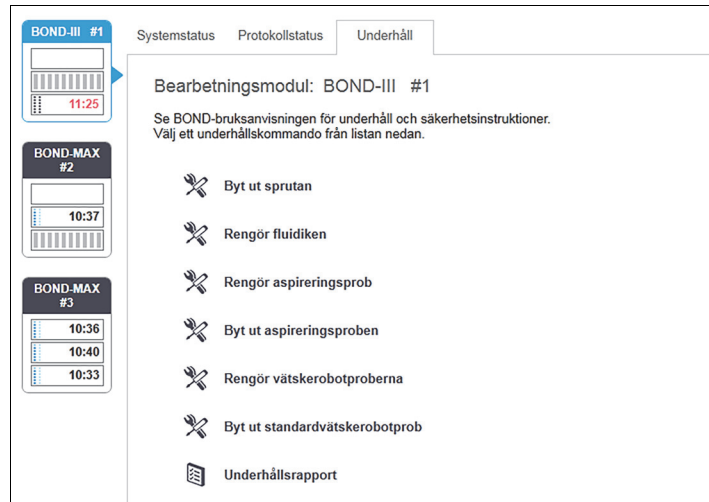 BOND-III #1
11:25
BOND-MAX
#2
10:37
BOND-MAX
#3
10:36
10:40
10:33
Systemstatus Protokollstatus Underhåll
Bearbetningsmodul: BOND-III #1
Se BOND-bruksanvisningen för underhåll och säkerhetsinstruktioner.
Välj ett underhållskommando från listan nedan.
Byt ut sprutan
Rengör fluidiken
Rengör aspireringsprob
Byt ut aspireringsproben
Rengör vätskerobotproberna
Byt ut standardvätskerobotprob
Underhållsrapport